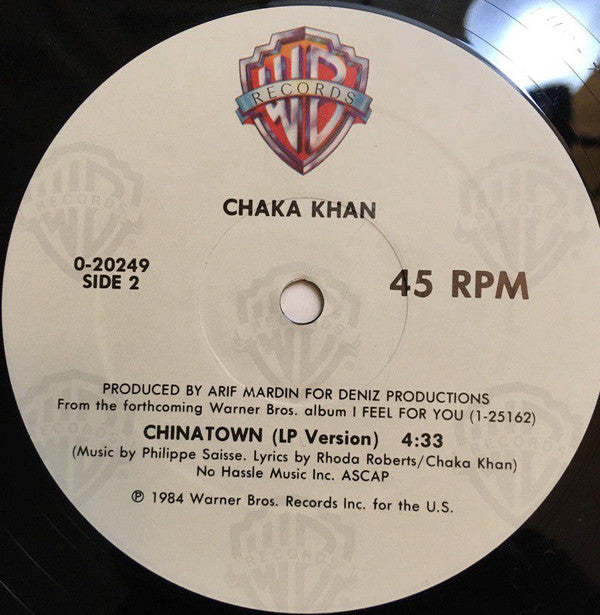 WB
RECORDS
CHAKA KHAN
0-20249
SIDE 2
45 RPM
PRODUCED BY ARIF MARDIN FOR DENIZ PRODUCTIONS
From the forthcoming Warner Bros. album I FEEL FOR YOU (1-25162)
CHINATOWN (LP Version) 4:33
(Music by Philippe Saisse. Lyrics by Rhoda Roberts/Chaka Khan)
No Hassle Music Inc. ASCAP
℗ 1984 Warner Bros. Records Inc. for the U.S.